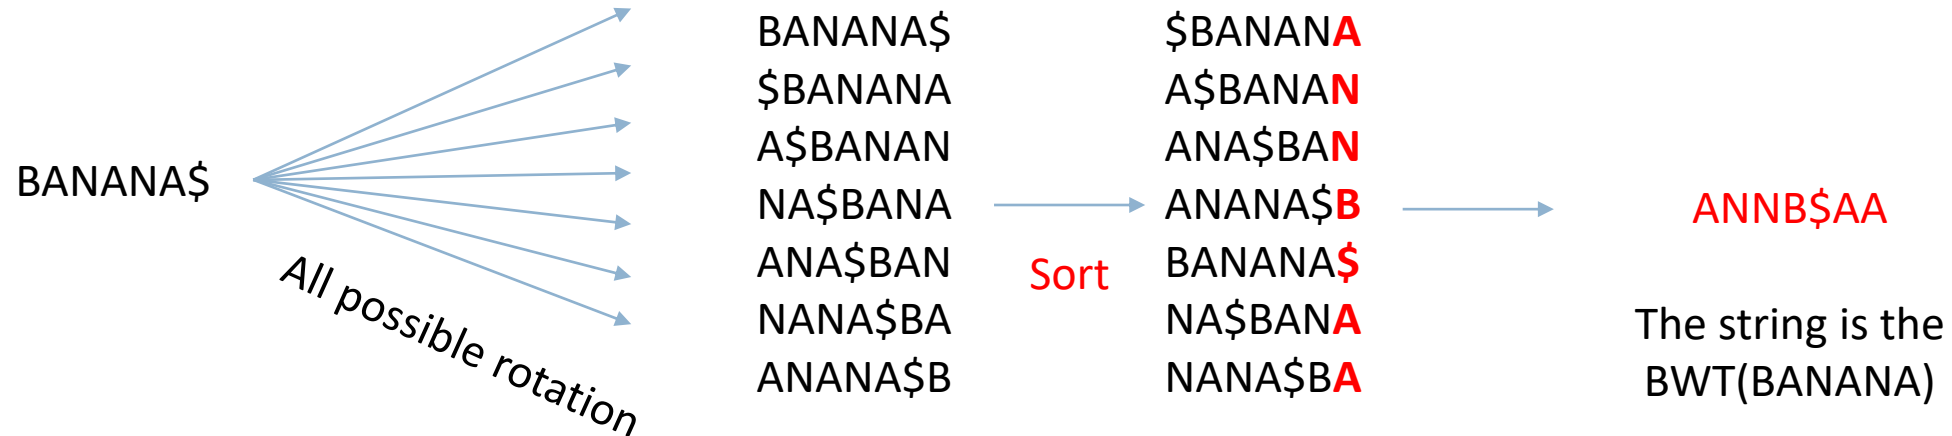 BANANA$
All possible rotation
BANANA$
$BANANA
A$BANAN
NA$BANA
ANA$BAN
NANA$BA
ANANA$B
Sort
$BANANA
A$BANAN
ANA$BAN
ANANA$B
BANANA$
NA$BANA
NANA$BA
ANNB$AA
The string is the
BWT(BANANA)